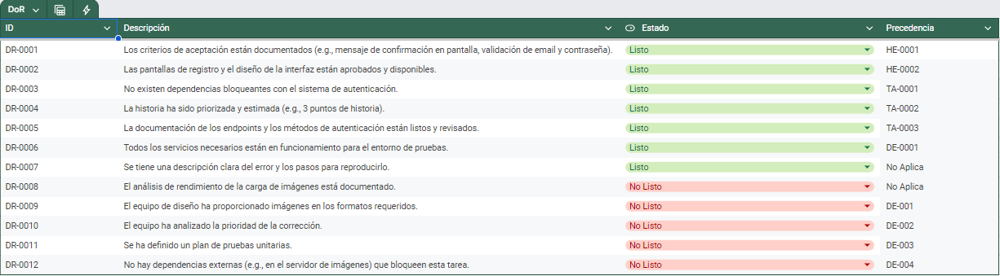 DoR
ID Descripción Estado Precedencia
DR-0001 Los criterios de aceptación están documentados (e.g., mensaje de confirmación en pantalla, validación de email y contraseña). Listo HE-0001
DR-0002 Las pantallas de registro y el diseño de la interfaz están aprobados y disponibles. Listo HE-0002
DR-0003 No existen dependencias bloqueantes con el sistema de autenticación. Listo TA-0001
DR-0004 La historia ha sido priorizada y estimada (e.g., 3 puntos de historia). Listo TA-0002
DR-0005 La documentación de los endpoints y los métodos de autenticación están listos y revisados. Listo TA-0003
DR-0006 Todos los servicios necesarios están en funcionamiento para el entorno de pruebas. Listo DE-0001
DR-0007 Se tiene una descripción clara del error y los pasos para reproducirlo. Listo No Aplica
DR-0008 El análisis de rendimiento de la carga de imágenes está documentado. No Listo No Aplica
DR-0009 El equipo de diseño ha proporcionado imágenes en los formatos requeridos. No Listo DE-001
DR-0010 El equipo ha analizado la prioridad de la corrección. No Listo DE-002
DR-0011 Se ha definido un plan de pruebas unitarias. No Listo DE-003
DR-0012 No hay dependencias externas (e.g., en el servidor de imágenes) que bloqueen esta tarea. No Listo DE-004